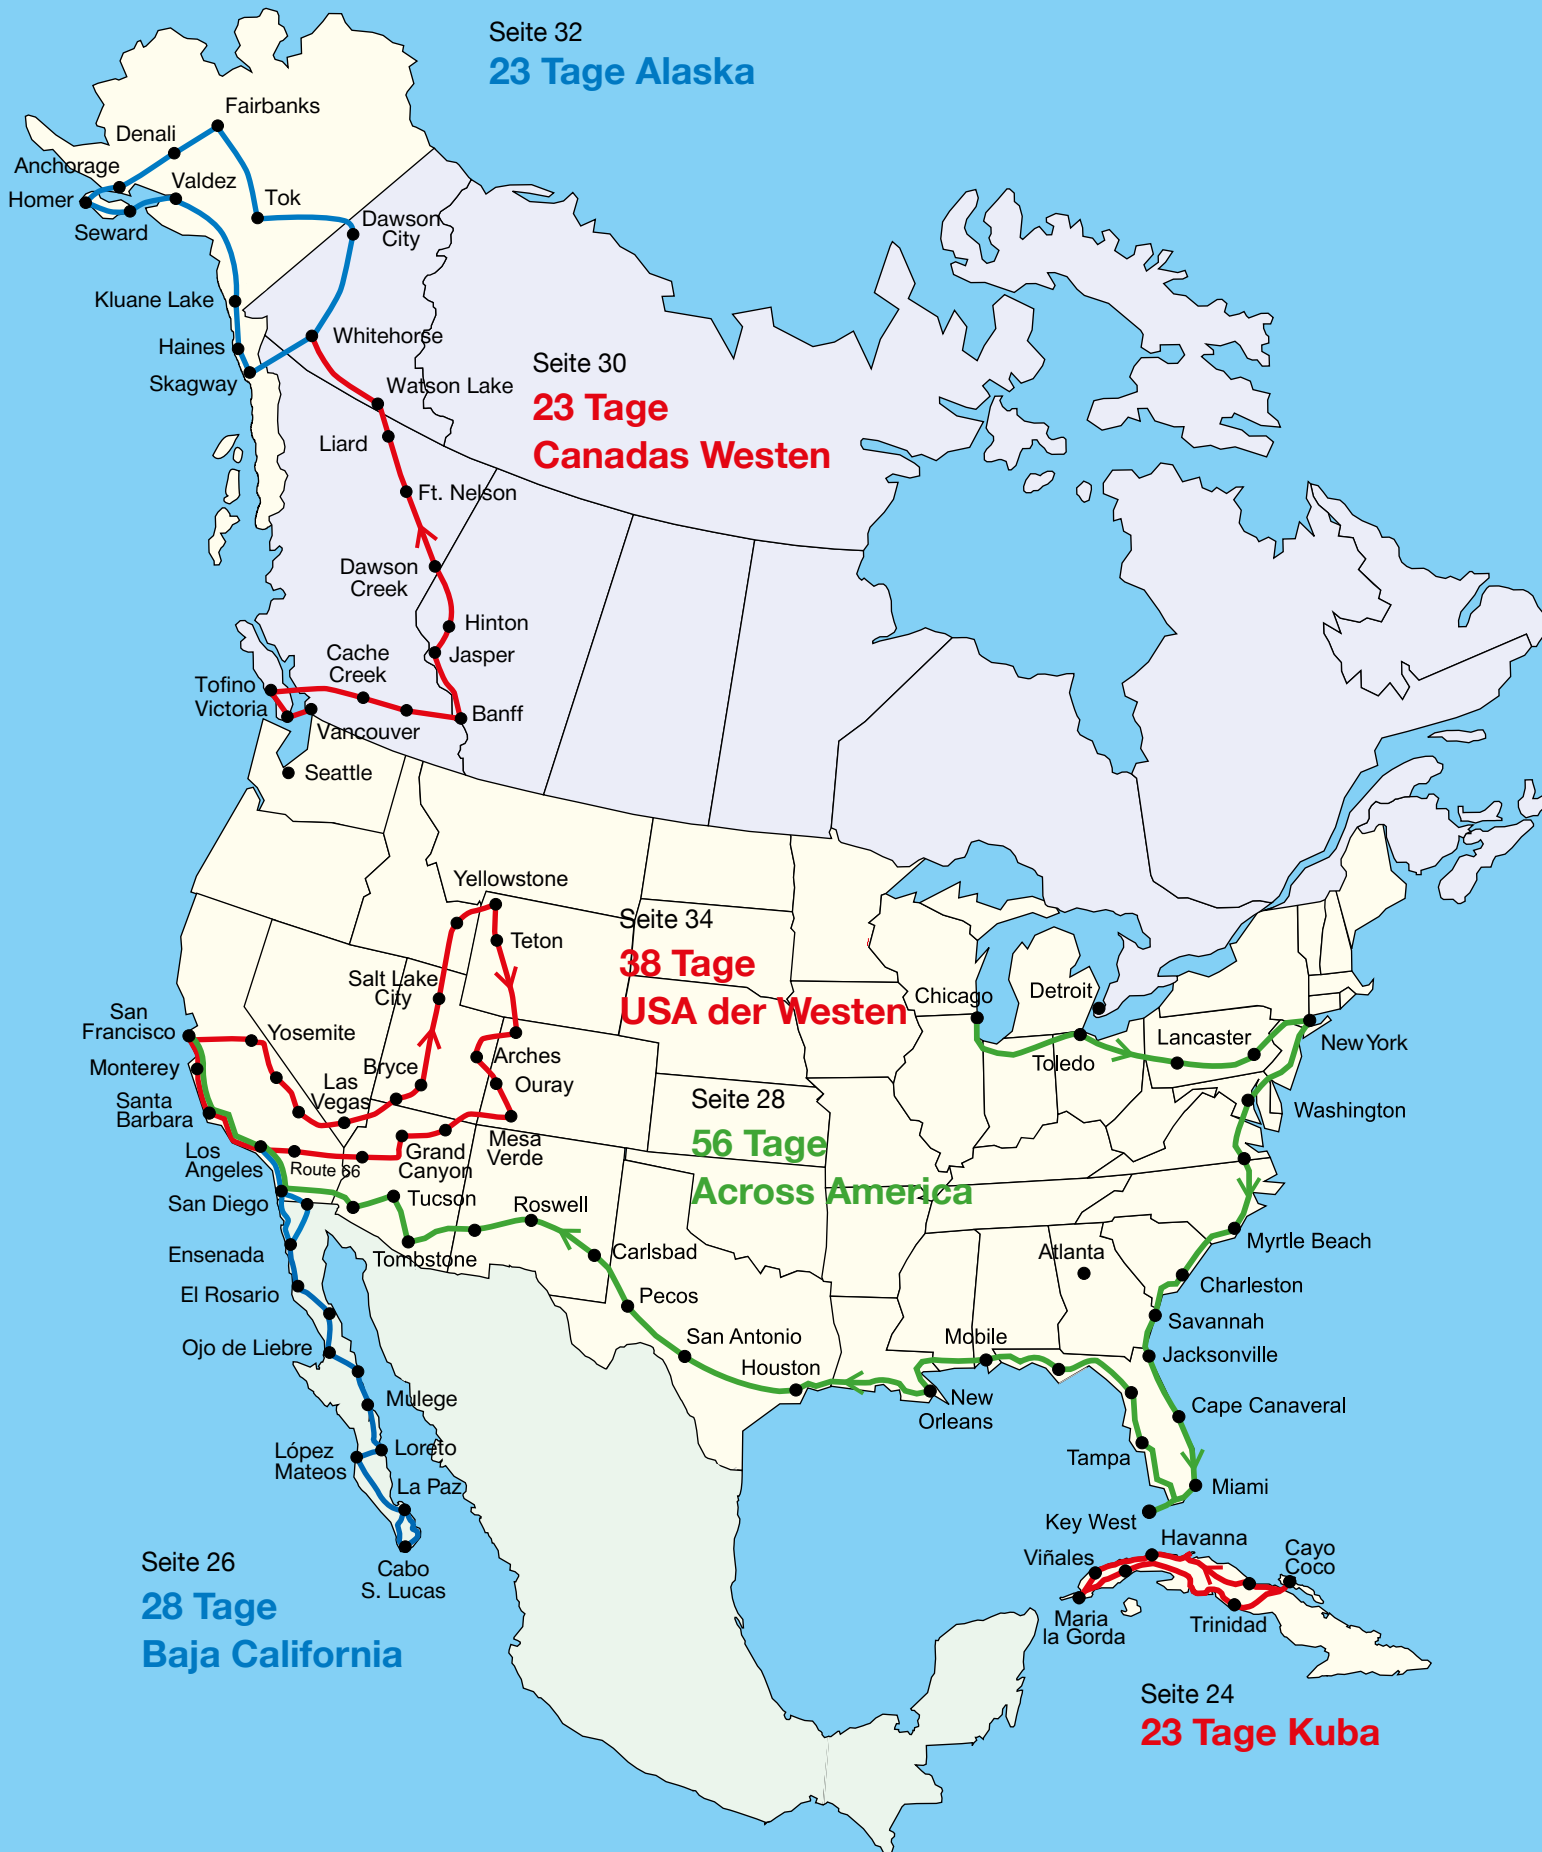 Seite 32
23 Tage Alaska
Fairbanks
Denali
Anchorage
Valdez
Homer
Tok
Seward
Dawson
City
Kluane Lake
Haines
Whitehorse
Skagway
Watson Lake
Liard
Ft. Nelson
Seite 30
23 Tage
Canadas Westen
Dawson
Creek
Hinton
Jasper
Cache
Creek
Tofino
Victoria
Banff
Vancouver
Seattle
Yellowstone
Teton
Seite 34
38 Tage
USA der Westen
Salt Lake
City
San
Francisco
Yosemite
Monterey
Bryce
Arches
Ouray
Las
Vegas
Santa
Barbara
Los
Angeles
Route 66
Grand
Canyon
Mesa
Verde
Chicago
Detroit
Toledo
Lancaster
New York
Washington
Seite 28
56 Tage
Across America
San Diego
Tucson
Roswell
Tombstone
Carlsbad
Pecos
San Antonio
Houston
Mobile
New
Orleans
Atlanta
Myrtle Beach
Charleston
Savannah
Jacksonville
Cape Canaveral
Tampa
Miami
Key West
Ensenada
El Rosario
Ojo de Liebre
Mulege
Loreto
López
Mateos
La Paz
Cabo
S. Lucas
Seite 26
28 Tage
Baja California
Havanna
Viñales
Cayo
Coco
Maria
la Gorda
Trinidad
Seite 24
23 Tage Kuba